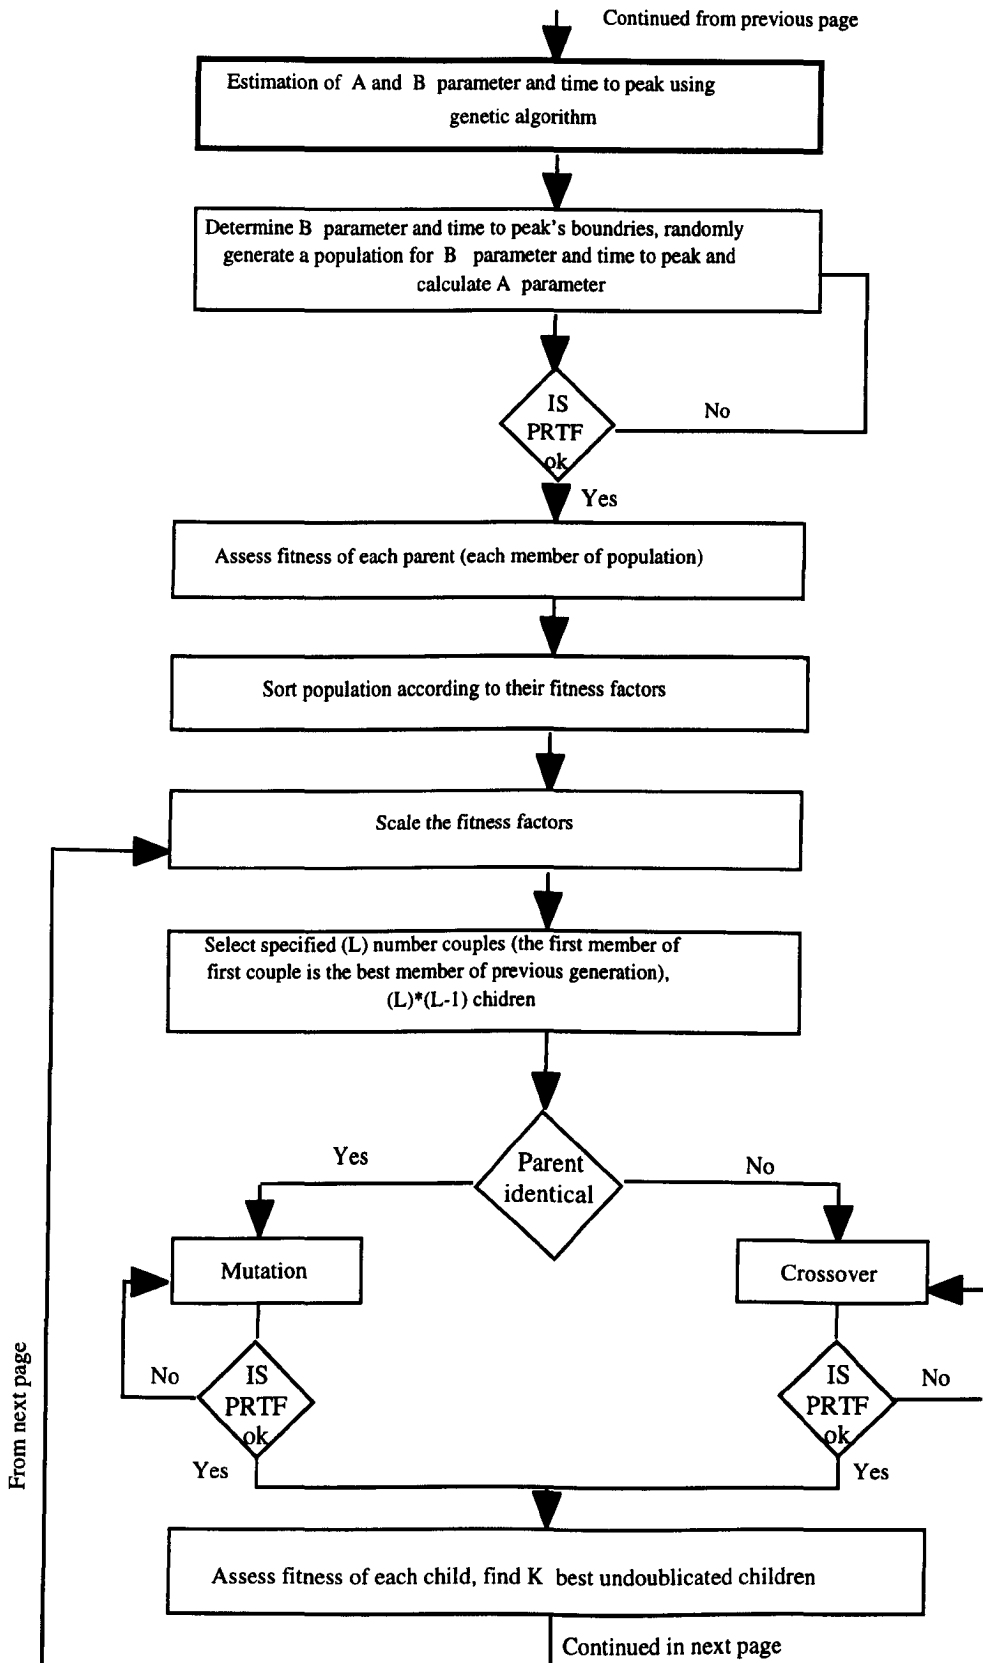 Continued from previous page
Estimation of A and B parameter and time to peak using
genetic algorithm
Determine B parameter and time to peak's boundries, randomly
generate a population for B parameter and time to peak and
calculate A parameter
IS
PRTF
ok
No
Yes
Assess fitness of each parent (each member of population)
Sort population according to their fitness factors
Scale the fitness factors
Select specified (L) number couples (the first member of
first couple is the best member of previous generation),
(L)*(L-1) chidren
Parent
identical
Yes
No
Mutation
Crossover
No
IS
PRTF
ok
Yes
IS
PRTF
ok
No
Yes
From next page
Assess fitness of each child, find K best undoublicated children
Continued in next page